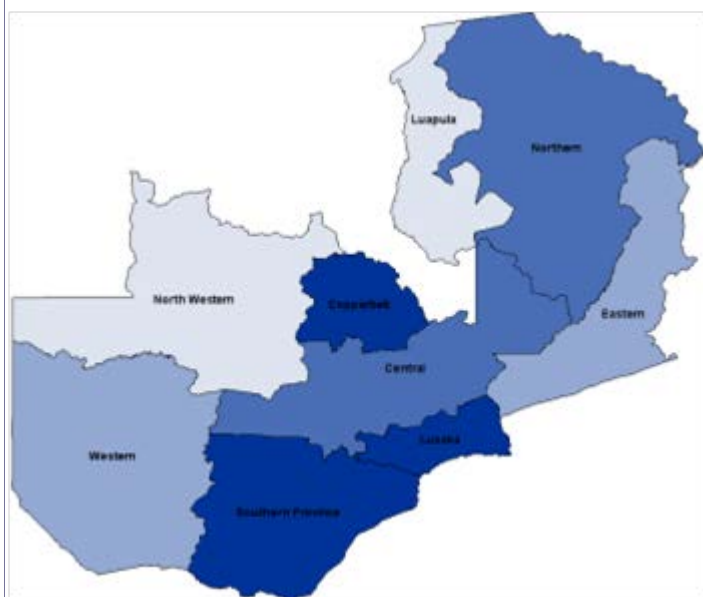 Luapula
Northern
North Western
Copperbelt
Eastern
Central
Lusaka
Western
Southern Province